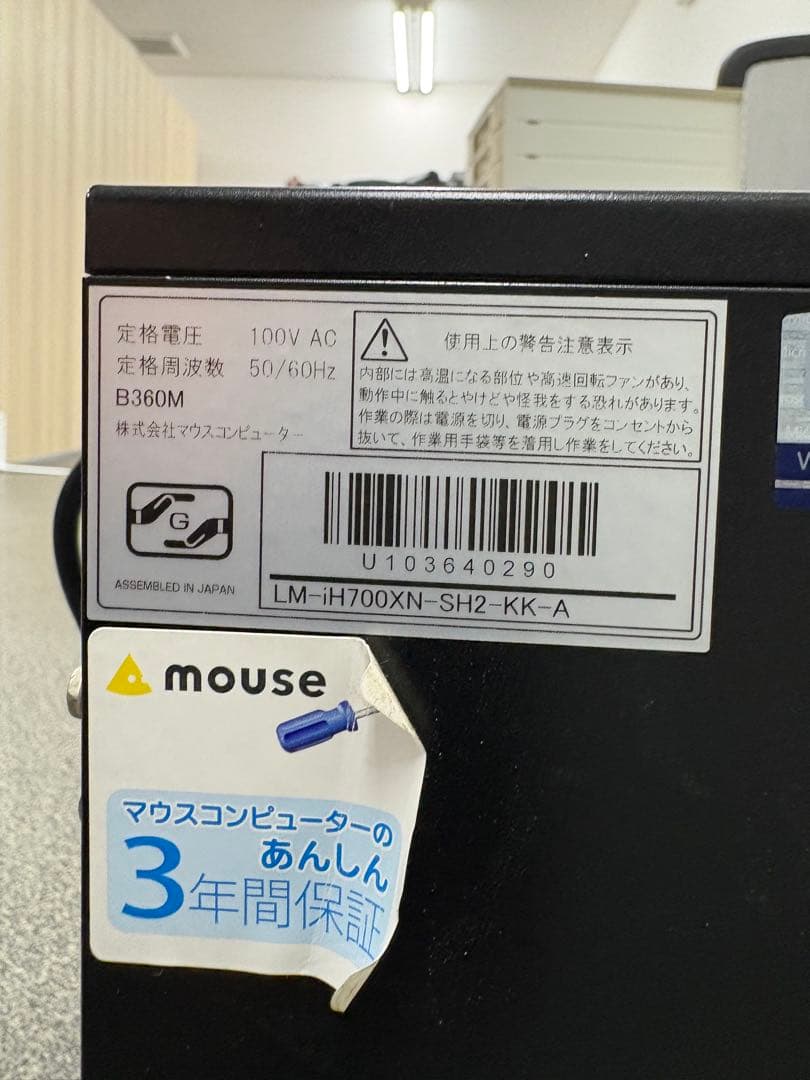 定格電圧 100V AC
定格周波数 50/60Hz
B360M
株式会社マウスコンピューター
使用上の警告注意表示
内部には高温になる部位や高速回転ファンがあり、
動作中に触るとやけどや怪我をする恐れがあります。
作業の際は電源を切り、電源プラグをコンセントから
抜いて、作業用手袋等を着用し作業をしてください。
G
ASSEMBLED IN JAPAN
U103640290
LM-iH700XN-SH2-KK-A
mouse
マウスコンピューターの
あんしん
3年間保証